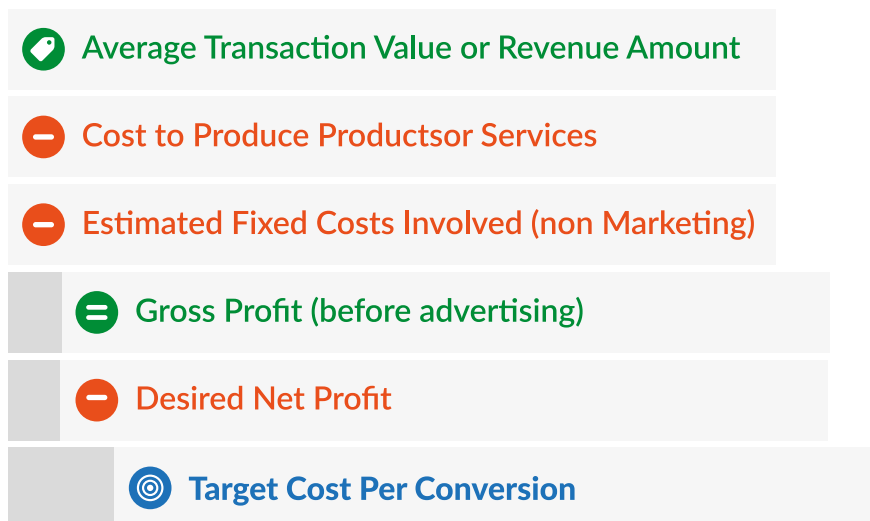 Average Transaction Value or Revenue Amount
Cost to Produce Productsor Services
Estimated Fixed Costs Involved (non Marketing)
Gross Profit (before advertising)
Desired Net Profit
Target Cost Per Conversion